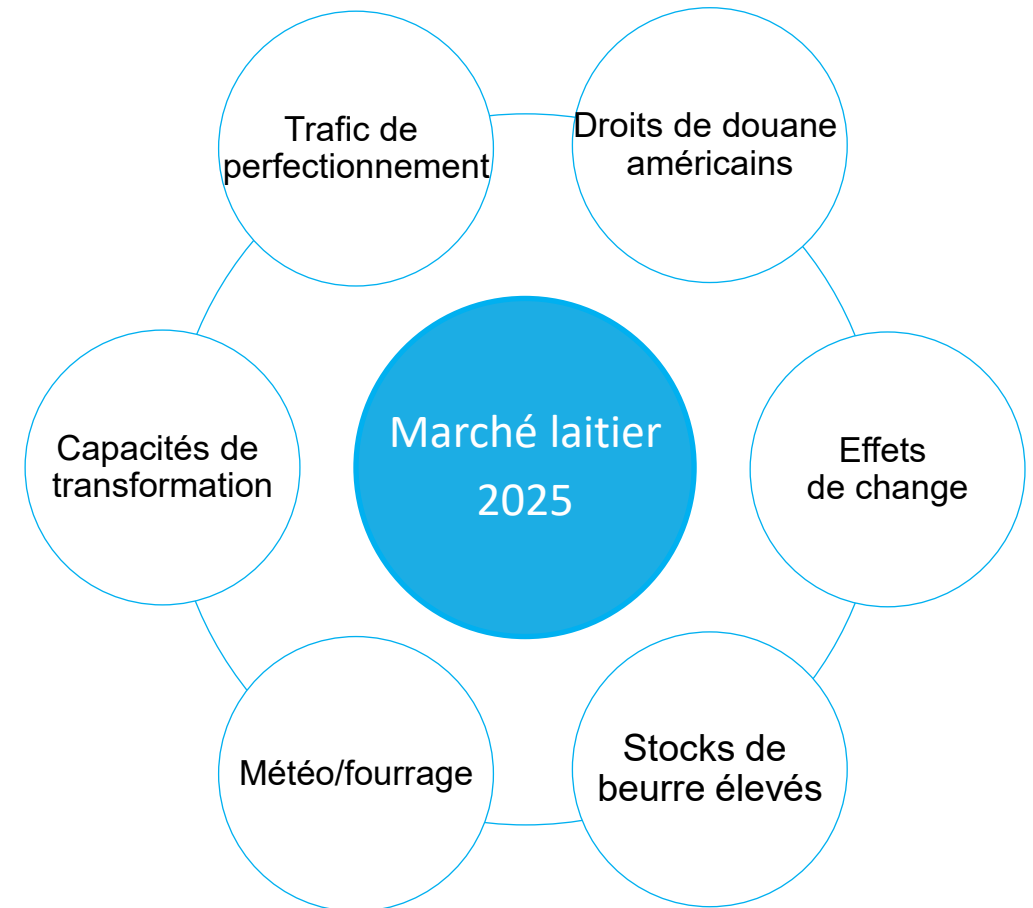 Trafic de
perfectionnement
Droits de douane
américains
Capacités de
transformation
Marché laitier
2025
Effets
de change
Météo/fourrage
Stocks de
beurre élevés